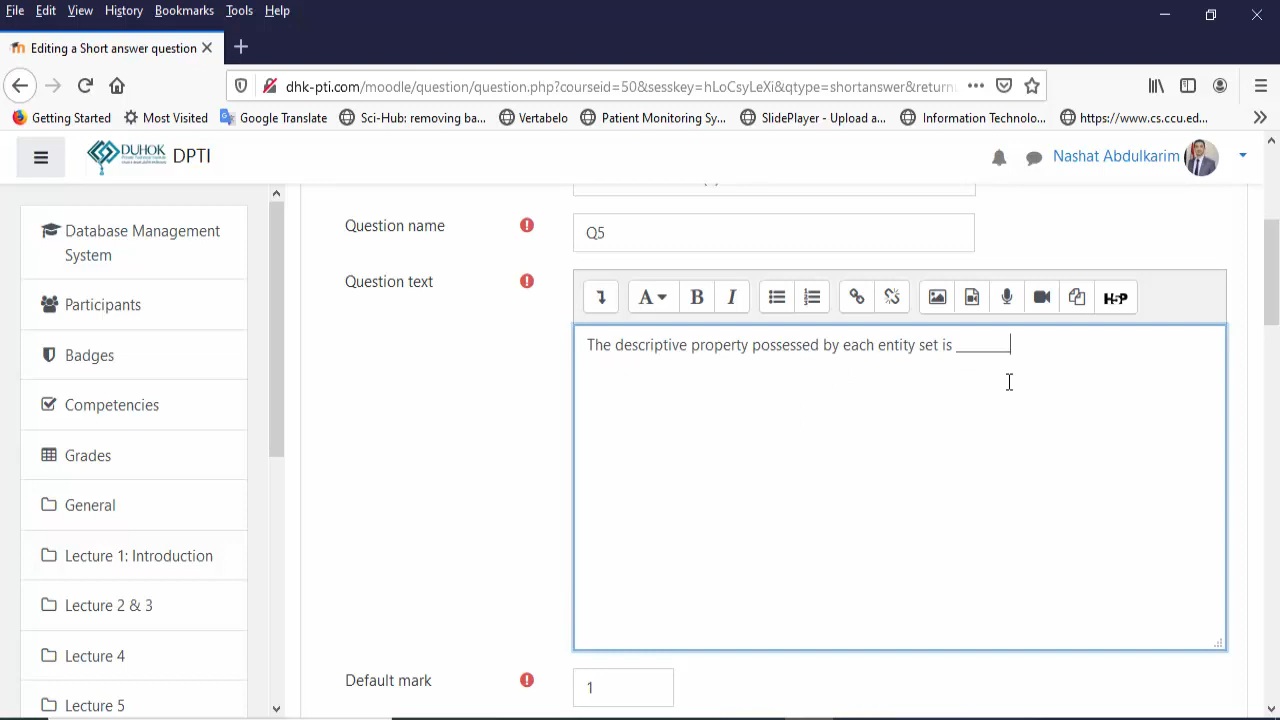 File Edit View History Bookmarks Tools Help
Editing a Short answer question
dhk-pti.com/moodle/question/question.php?courseid=50&sesskey=hLoCsyLeXi&qtype=shortanswer&return
Getting Started Most Visited Google Translate Sci-Hub: removing ba... Vertabelo Patient Monitoring Sy... SlidePlayer - Upload a... Information Technolo... https://www.cs.ccu.ed...
DUHOK DPTI Nashat Abdulkarim
Database Management System
Participants
Badges
Competencies
Grades
General
Lecture 1: Introduction
Lecture 2 & 3
Lecture 4
Lecture 5
Question name
Q5
Question text
A B I H5P
The descriptive property possessed by each entity set is _______
Default mark
1